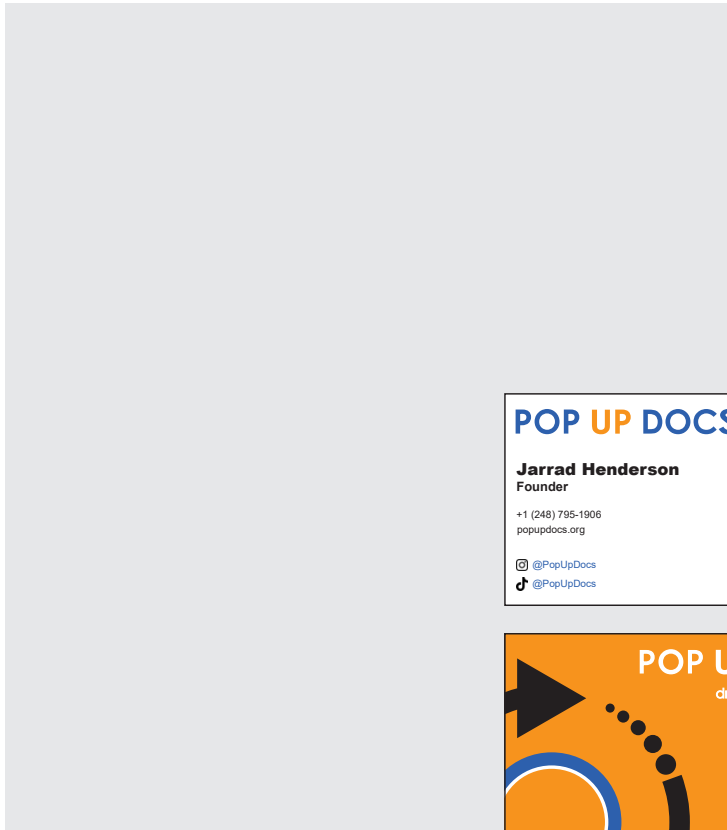 POP UP DOCS
Jarrad Henderson
Founder
+1 (248) 795-1906
popupdocs.org
@PopUpDocs
@PopUpDocs
POP U